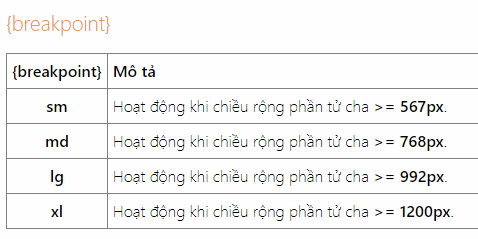 {breakpoint}
{breakpoint} Mô tả
sm Hoạt động khi chiều rộng phần tử cha >= 567px.
md Hoạt động khi chiều rộng phần tử cha >= 768px.
lg Hoạt động khi chiều rộng phần tử cha >= 992px.
xl Hoạt động khi chiều rộng phần tử cha >= 1200px.